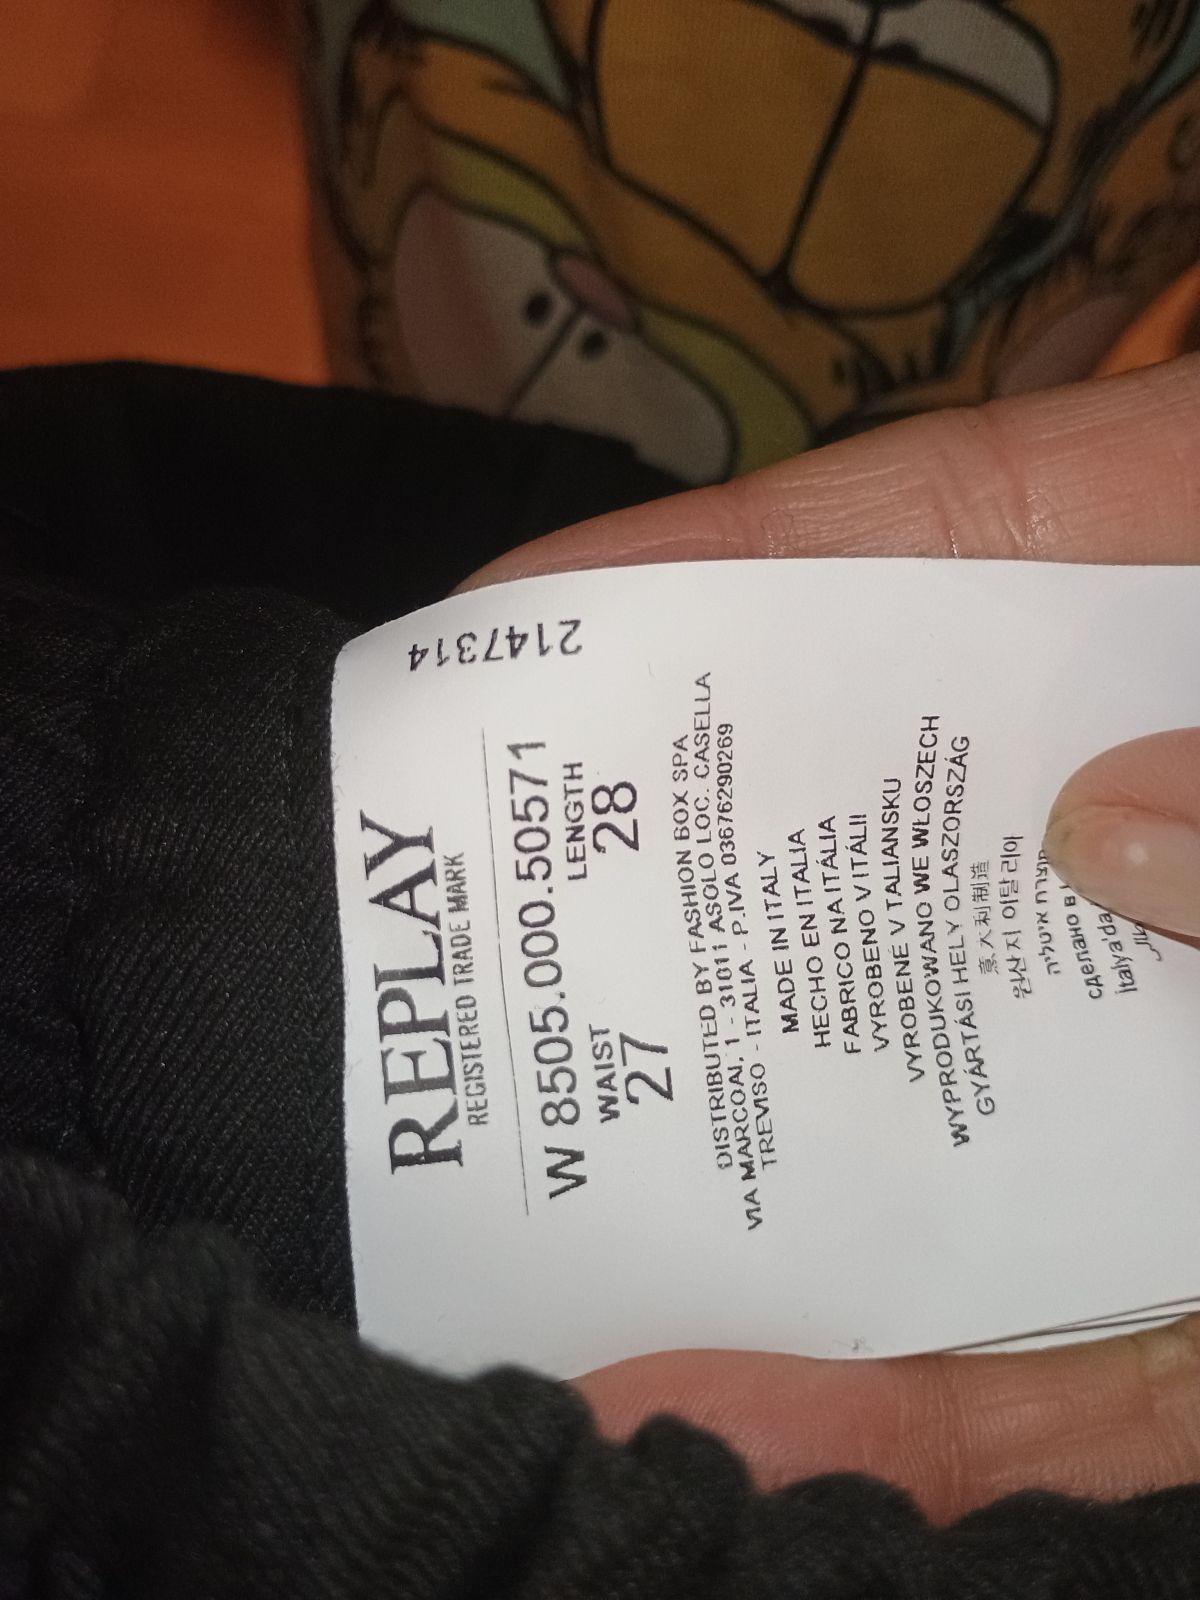 REPLAY
REGISTERED TRADE MARK
2147314
W 8505.000.50571
WAIST LENGTH
27 28
DISTRIBUTED BY FASHION BOX SPA
VIA MARCOAI, 1 - 31011 ASOLO LOC. CASELLA
TREVISO - ITALIA - P.IVA 03676290269
MADE IN ITALY
HECHO EN ITALIA
FABRICO NA ITÁLIA
VYROBENO V ITÁLII
VYROBENÉ V TALIANSKU
WYPRODUKOWANO WE WŁOSZECH
GYÁRTÁSI HELY OLASZORSZÁG
意大利制造
원산지 이탈리아
תוצרת איטליה
сделано в
İtalya'da